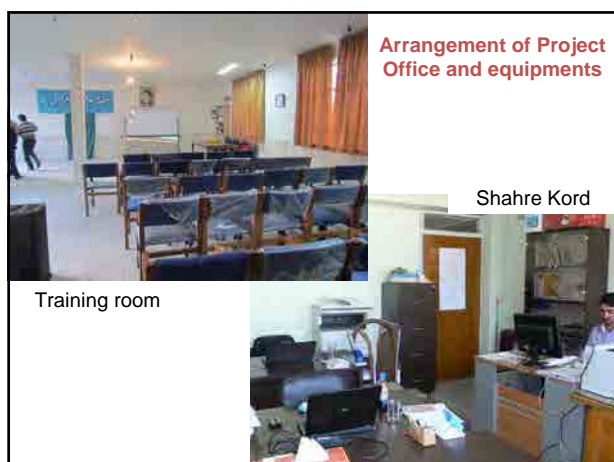 Arrangement of Project
Office and equipments
Shahre Kord
Training room